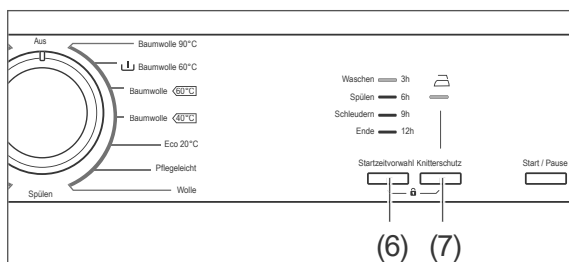 Aus
Baumwolle 90°C
Baumwolle 60°C
Baumwolle 60°C
Baumwolle 40°C
Eco 20°C
Pflegeleicht
Wolle
Spülen
Waschen 3h
Spülen 6h
Schleudern 9h
Ende 12h
Startzeitvorwahl Knitterschutz Start / Pause
(6) (7)